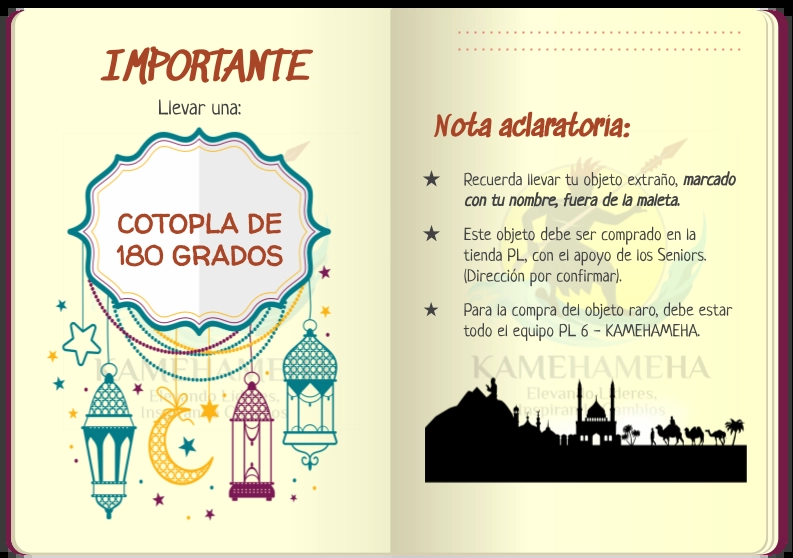 IMPORTANTE
Llevar una:
COTOPLA DE
180 GRADOS
KAMEHAMEHA
Elevando Líderes,
Inspirando Cambios
Nota aclaratoria:
★ Recuerda llevar tu objeto extraño, marcado
con tu nombre, fuera de la maleta.
★ Este objeto debe ser comprado en la
tienda PL, con el apoyo de los Seniors.
(Dirección por confirmar).
★ Para la compra del objeto raro, debe estar
todo el equipo PL 6 - KAMEHAMEHA.
KAMEHAMEHA
Elevando Líderes,
Inspirando Cambios